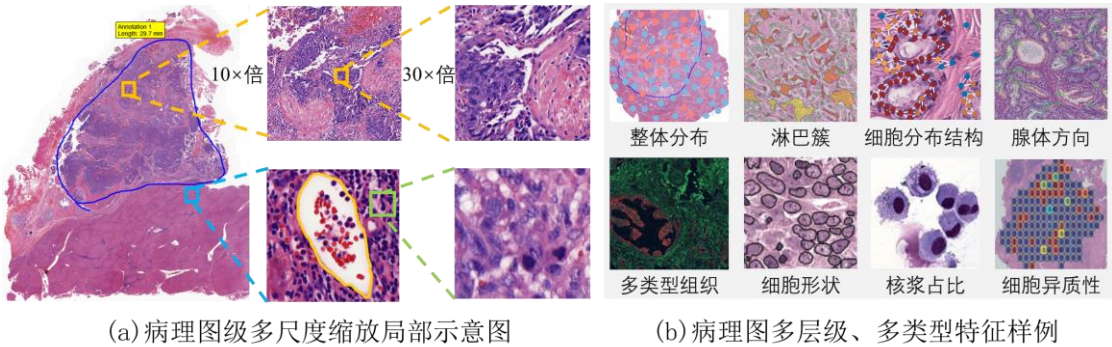 Annotation 1
Length: 29.7 mm
10×倍
30×倍
整体分布
淋巴簇
细胞分布结构
腺体方向
多类型组织
细胞形状
核浆占比
细胞异质性
(a)病理图级多尺度缩放局部示意图
(b)病理图多层级、多类型特征样例